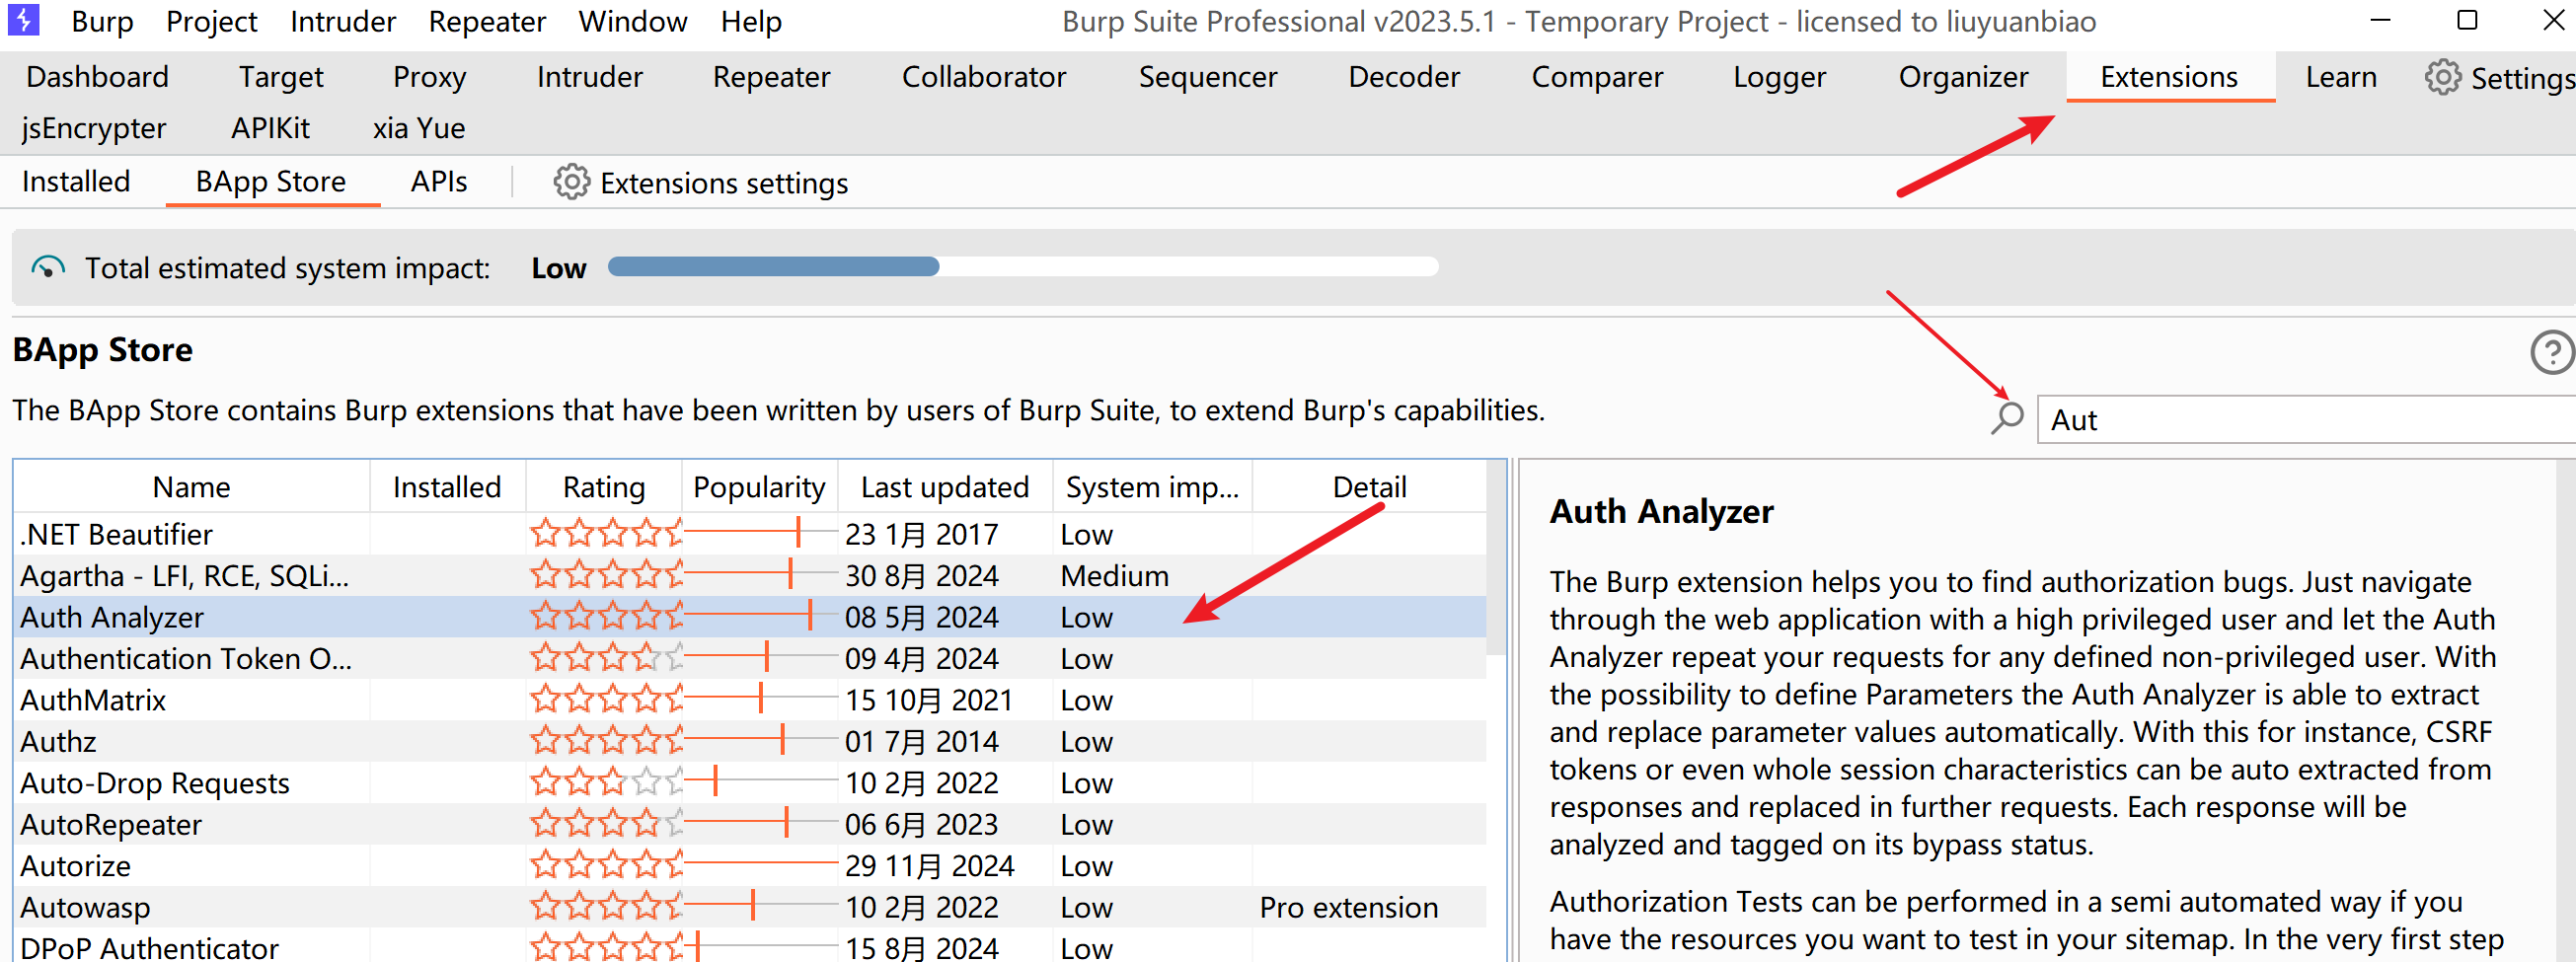 Burp Project Intruder Repeater Window Help Burp Suite Professional v2023.5.1 - Temporary Project - licensed to liuyuanbiao
Dashboard Target Proxy Intruder Repeater Collaborator Sequencer Decoder Comparer Logger Organizer Extensions Learn Settings
jsEncrypter APIKit xia Yue
Installed BApp Store APIs Extensions settings
Total estimated system impact: Low
BApp Store
The BApp Store contains Burp extensions that have been written by users of Burp Suite, to extend Burp's capabilities.
Aut
Name Installed Rating Popularity Last updated System imp... Detail
.NET Beautifier 23 1月 2017 Low
Agartha - LFI, RCE, SQLi... 30 8月 2024 Medium
Auth Analyzer 08 5月 2024 Low
Authentication Token O... 09 4月 2024 Low
AuthMatrix 15 10月 2021 Low
Authz 01 7月 2014 Low
Auto-Drop Requests 10 2月 2022 Low
AutoRepeater 06 6月 2023 Low
Autorize 29 11月 2024 Low
Autowasp 10 2月 2022 Low Pro extension
DPoP Authenticator 15 8月 2024 Low
Auth Analyzer
The Burp extension helps you to find authorization bugs. Just navigate
through the web application with a high privileged user and let the Auth
Analyzer repeat your requests for any defined non-privileged user. With
the possibility to define Parameters the Auth Analyzer is able to extract
and replace parameter values automatically. With this for instance, CSRF
tokens or even whole session characteristics can be auto extracted from
responses and replaced in further requests. Each response will be
analyzed and tagged on its bypass status.
Authorization Tests can be performed in a semi automated way if you
have the resources you want to test in your sitemap. In the very first step